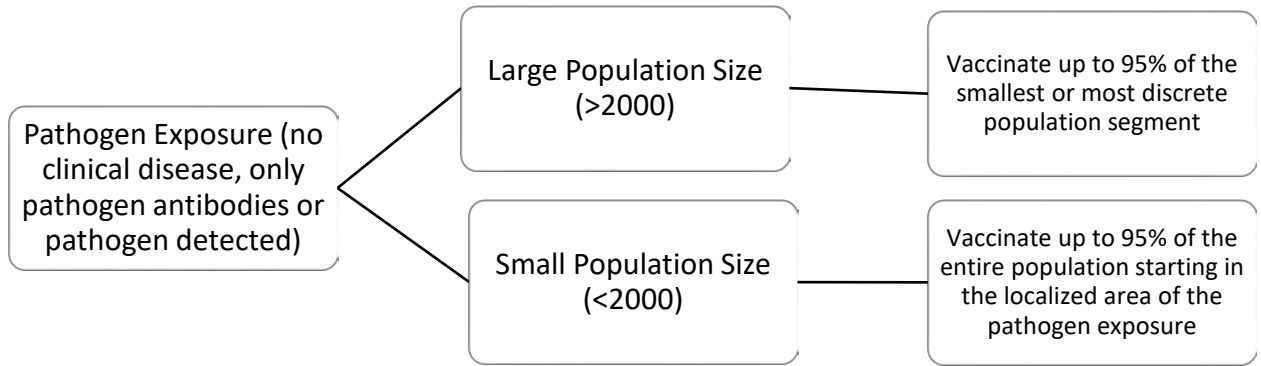 Pathogen Exposure (no
clinical disease, only
pathogen antibodies or
pathogen detected)
Large Population Size
(>2000)
Vaccinate up to 95% of the
smallest or most discrete
population segment
Small Population Size
(<2000)
Vaccinate up to 95% of the
entire population starting in
the localized area of the
pathogen exposure